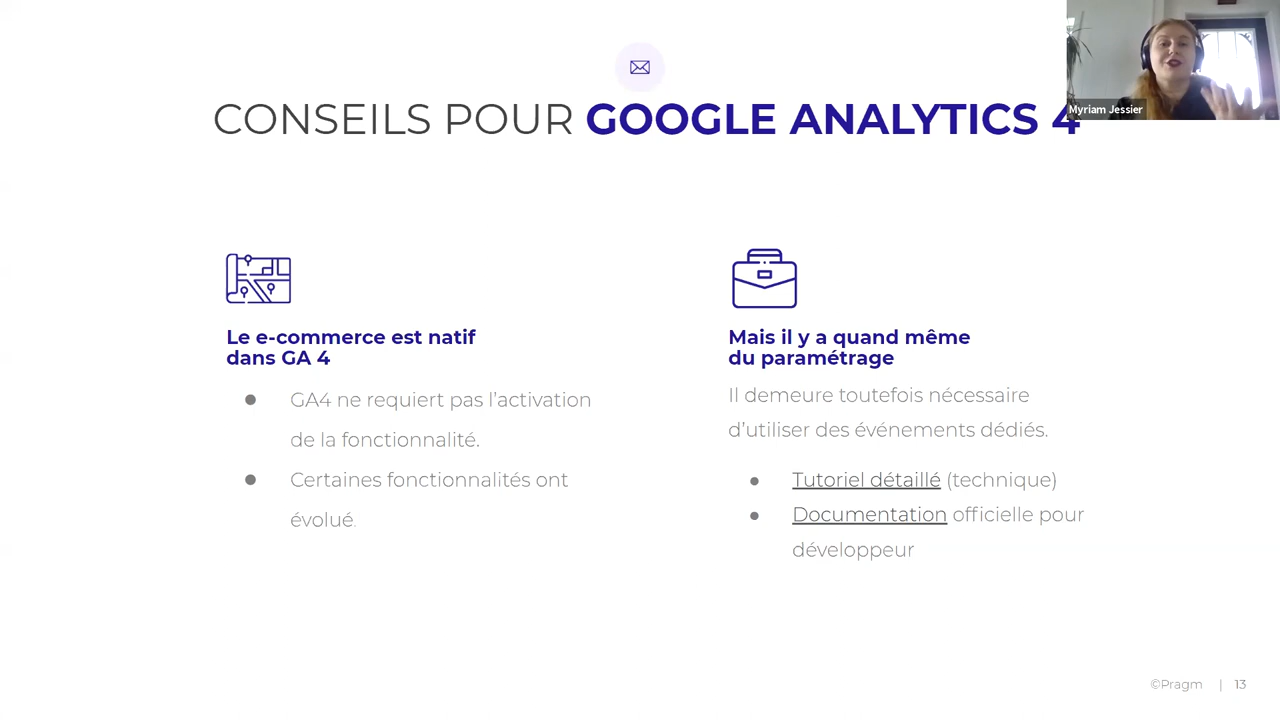 Myriam Jessier
CONSEILS POUR GOOGLE ANALYTICS 4
Le e-commerce est natif
dans GA 4
● GA4 ne requiert pas l’activation
de la fonctionnalité.
● Certaines fonctionnalités ont
évolué.
Mais il y a quand même
du paramétrage
Il demeure toutefois nécessaire
d’utiliser des événements dédiés.
● Tutoriel détaillé (technique)
● Documentation officielle pour
développeur
©Pragm | 13